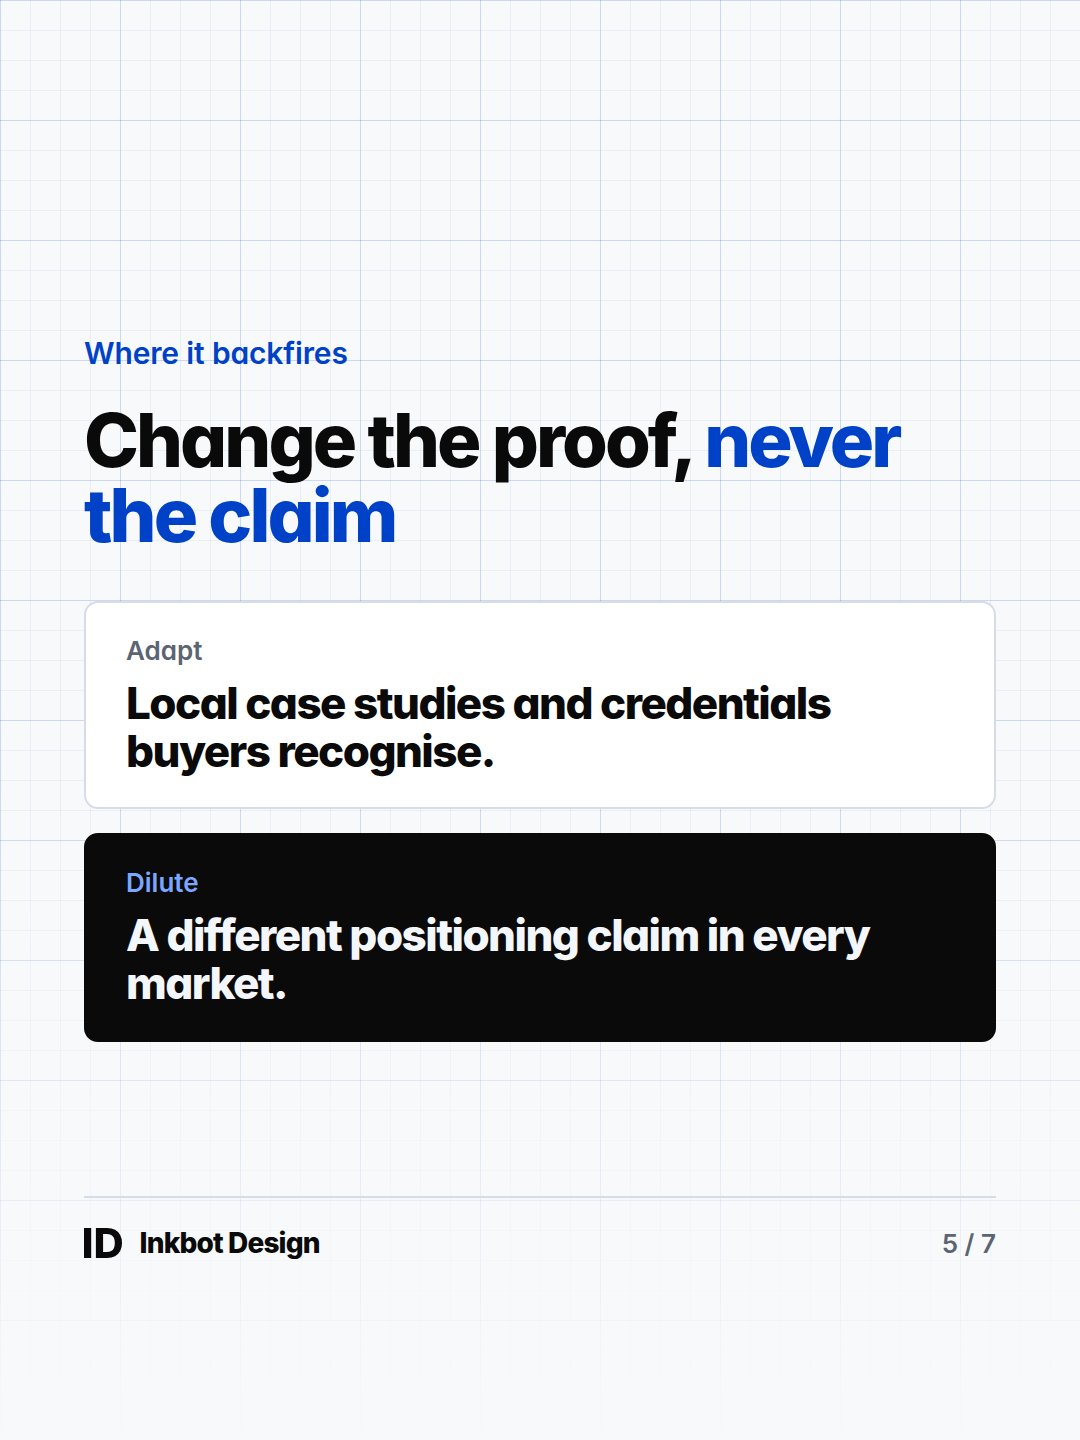 Where it backfires
Change the proof, never
the claim
Adapt
Local case studies and credentials
buyers recognise.
Dilute
A different positioning claim in every
market.
ID Inkbot Design
5 / 7